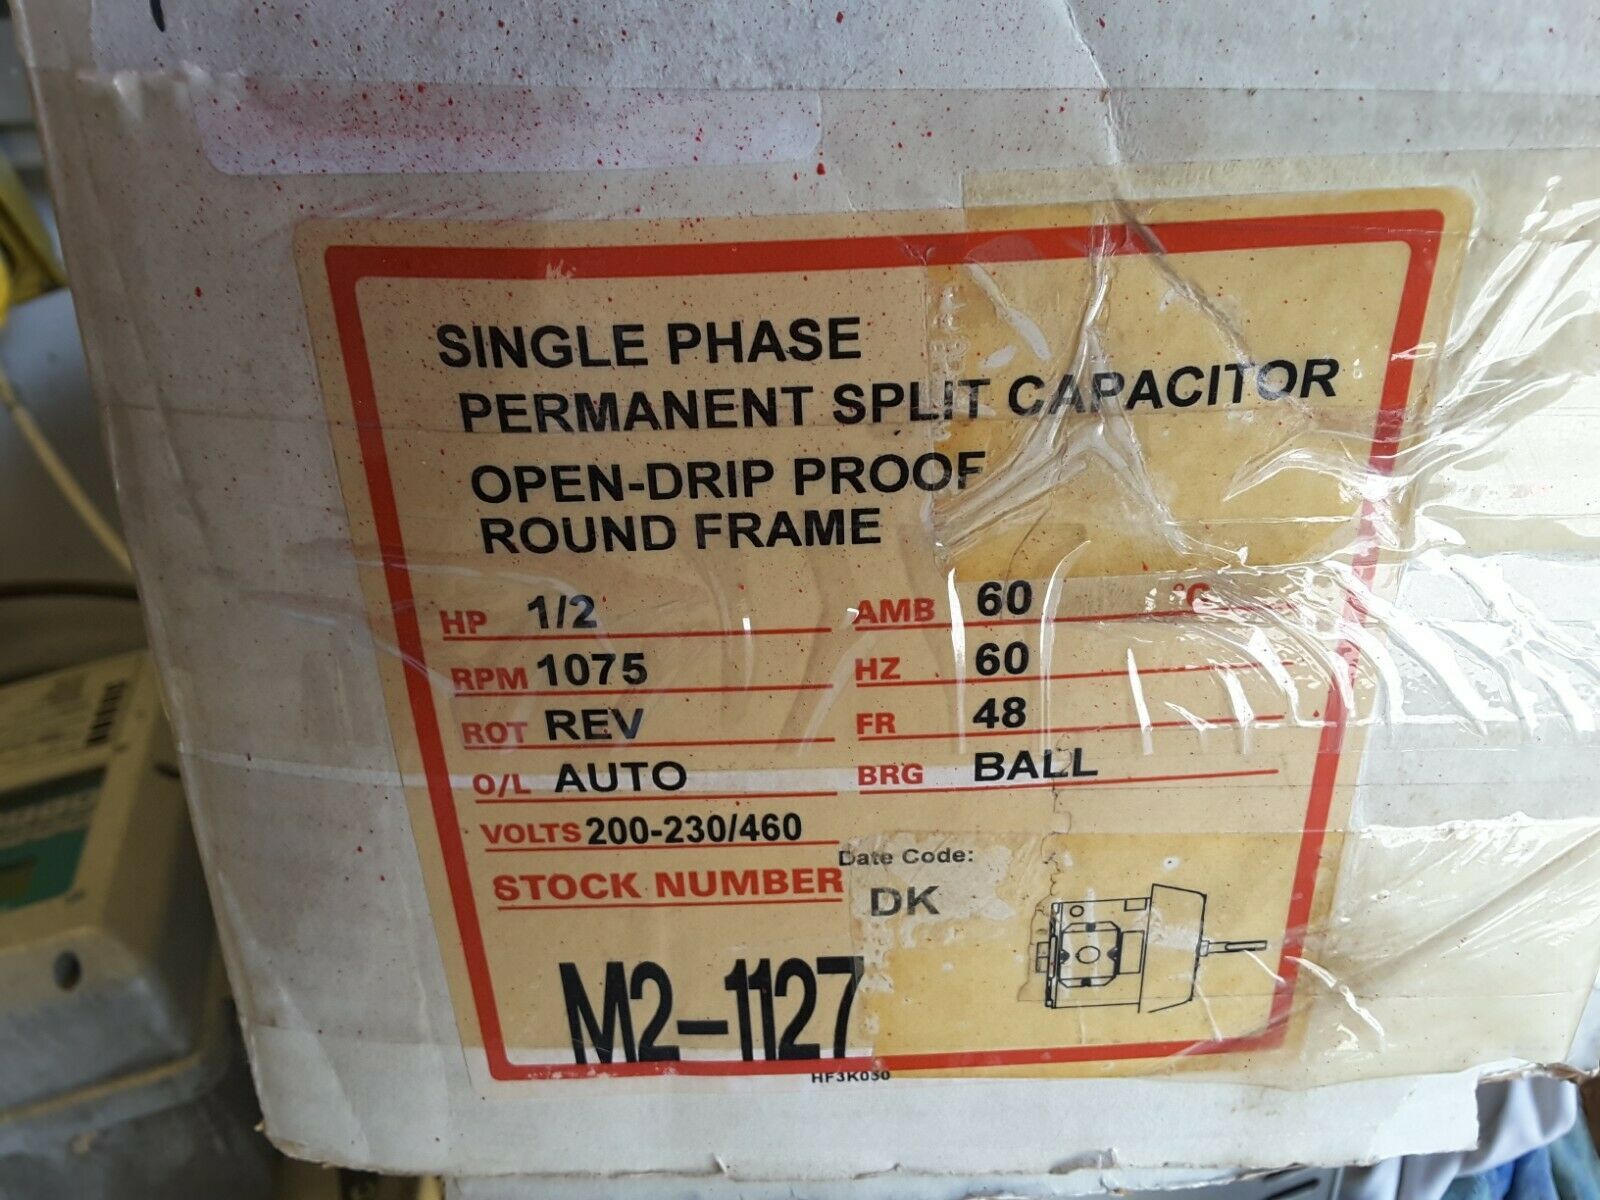 SINGLE PHASE
PERMANENT SPLIT CAPACITOR
OPEN-DRIP PROOF
ROUND FRAME
HP 1/2 AMB 60 °C
RPM 1075 HZ 60
ROT REV FR 48
O/L AUTO BRG BALL
VOLTS 200-230/460
STOCK NUMBER
Date Code:
DK
M2-1127
HF3K030